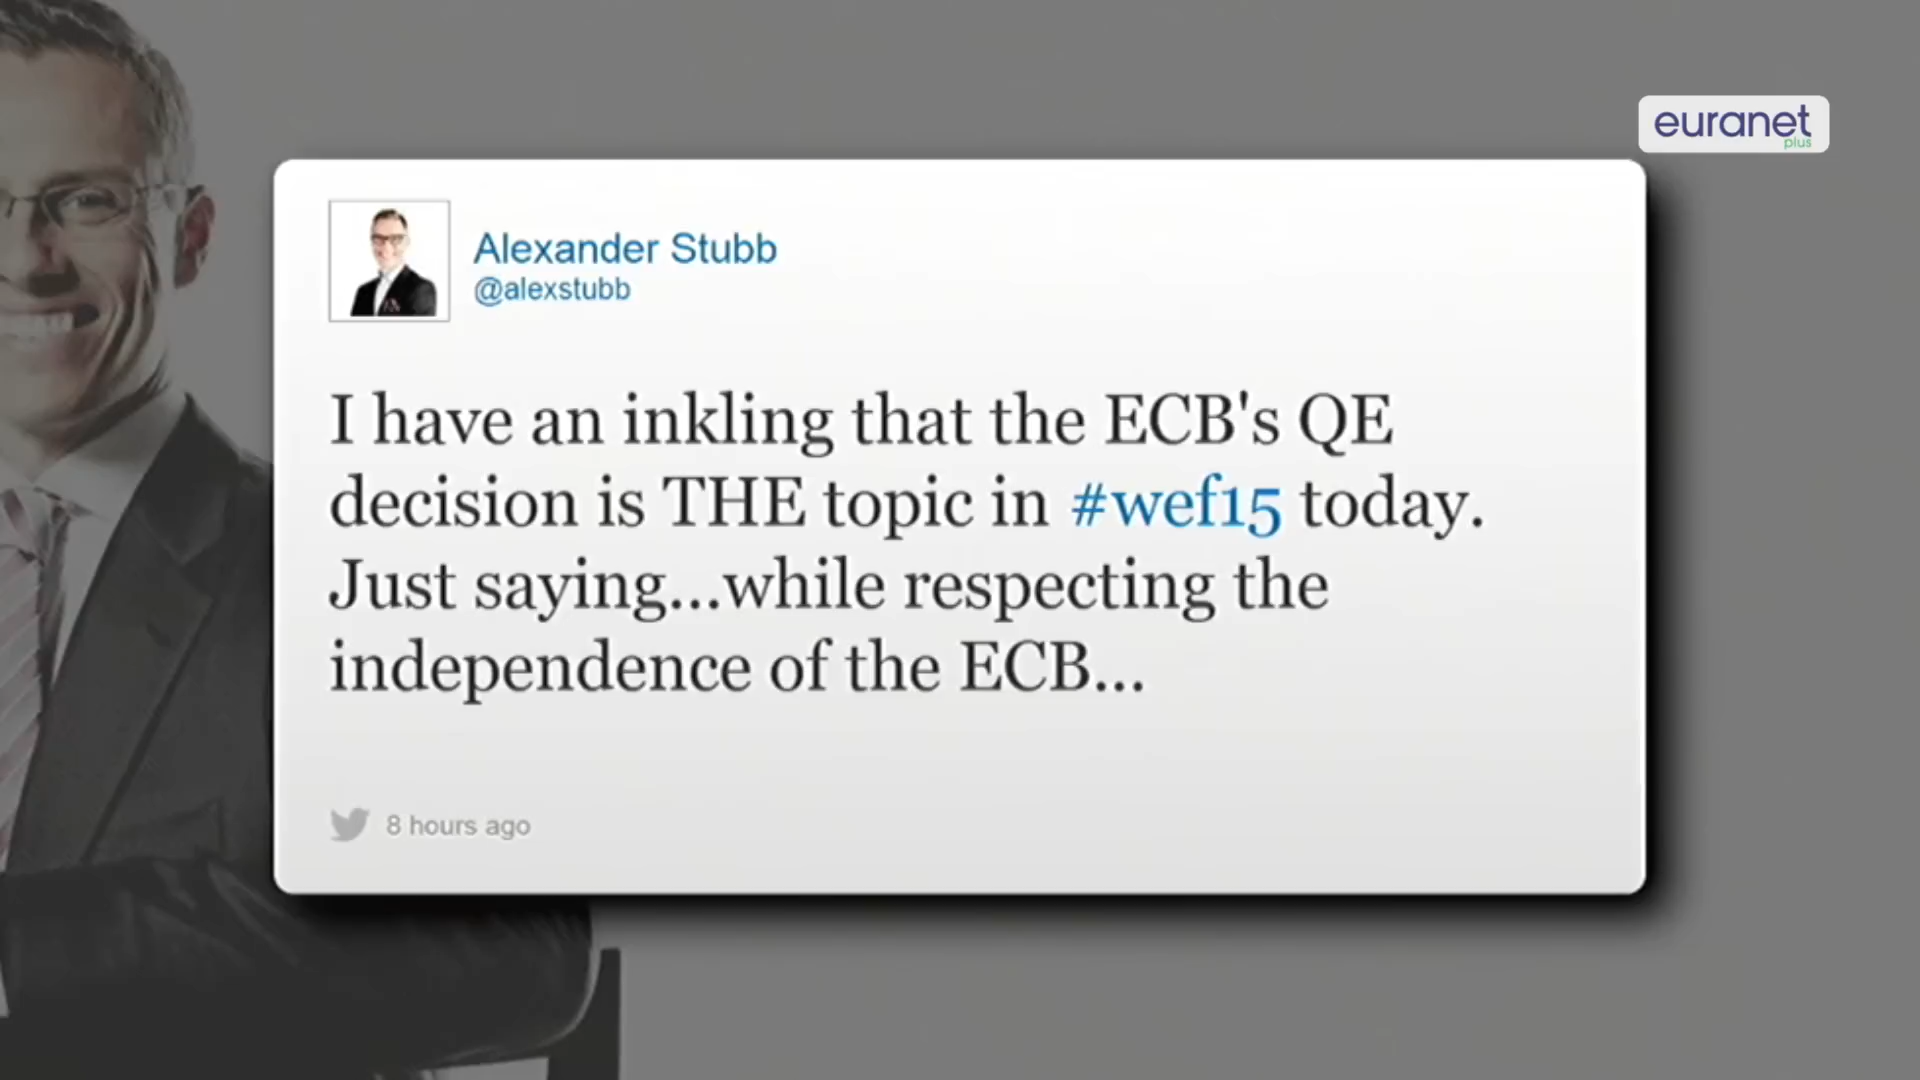 euranet
plus
Alexander Stubb
@alexstubb
I have an inkling that the ECB's QE
decision is THE topic in #wef15 today.
Just saying...while respecting the
independence of the ECB...
8 hours ago